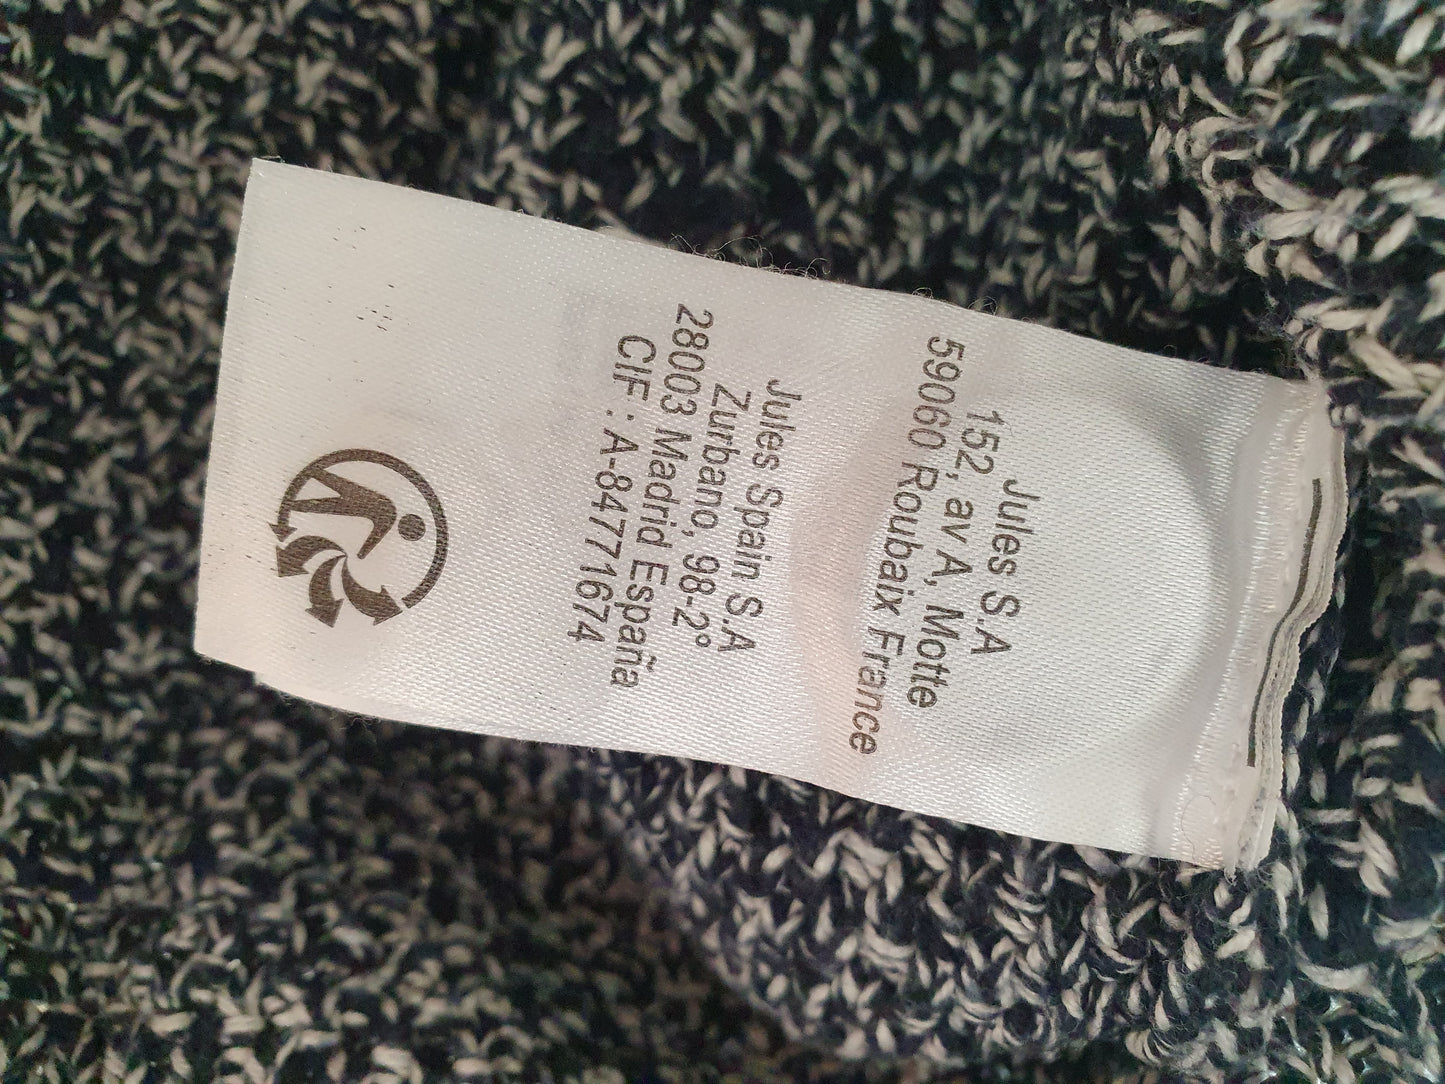 Jules S.A
152, av A, Motte
59060 Roubaix France
Jules Spain S.A
Zurbano, 98-2°
28003 Madrid España
CIF : A-84771674